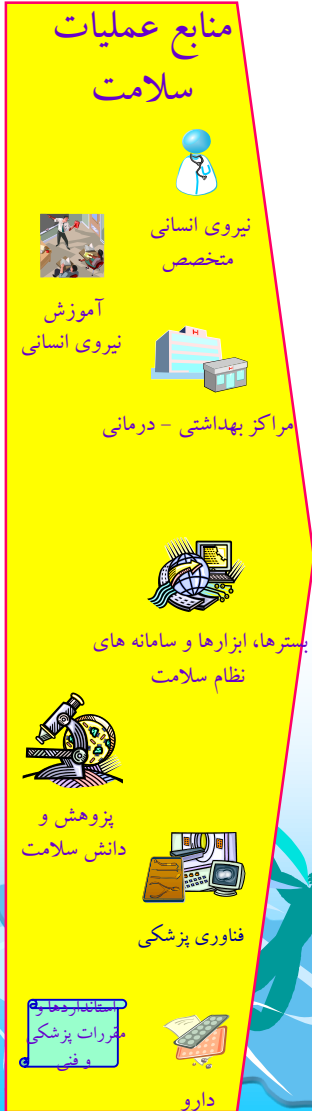 منابع عملیات
سلامت
نیروی انسانی
متخصص
آموزش
نیروی انسانی
مراکز بهداشتی - درمانی
بسترها، ابزارها و سامانه های
نظام سلامت
پزوهش و
دانش سلامت
فناوری پزشکی
استانداردها و
مقررات پزشکی
و فنی
دارو